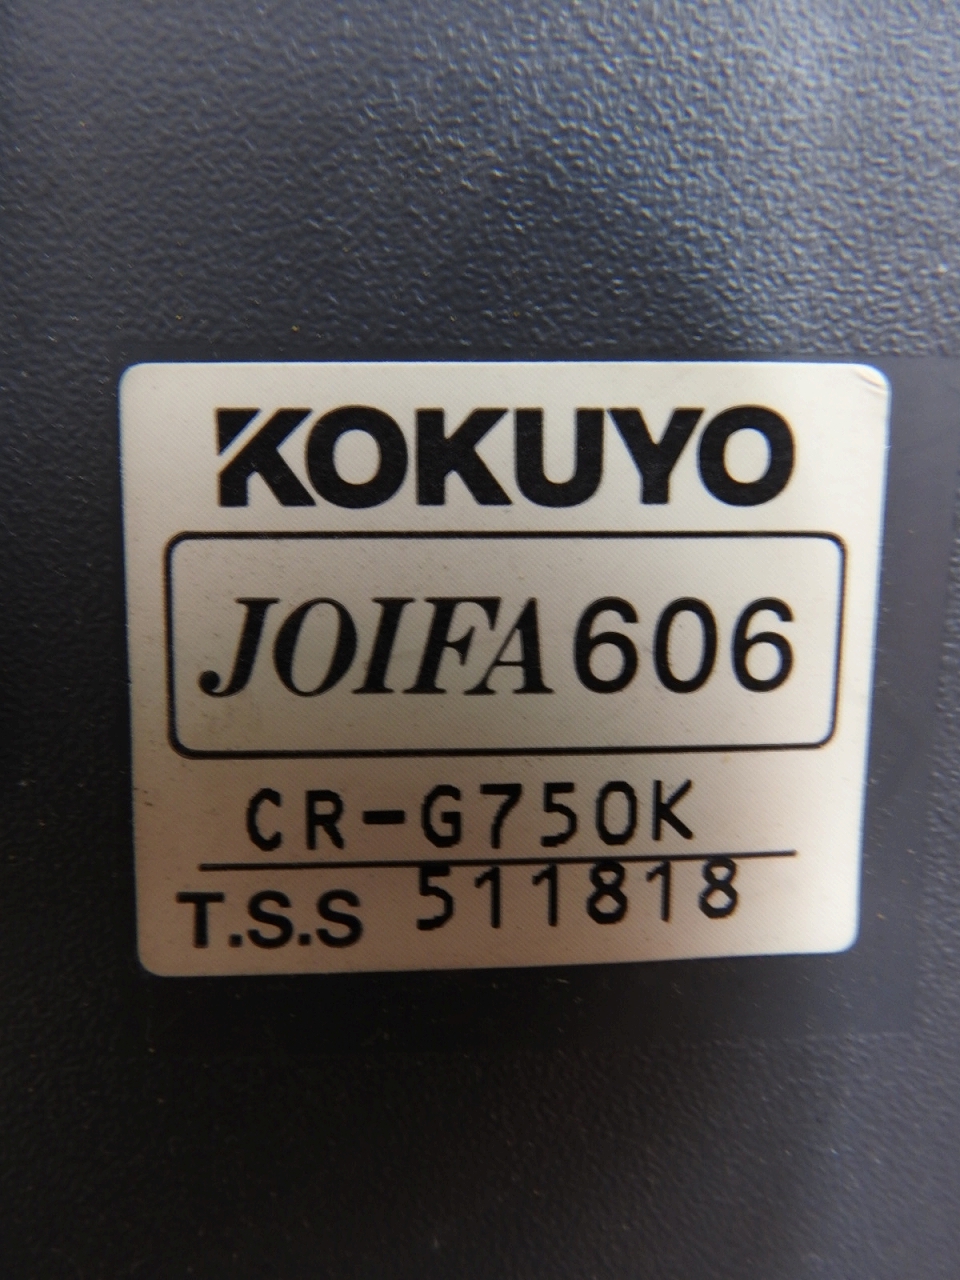 KOKUYO
JOIFA606
CR-G750K
T.S.S 511818